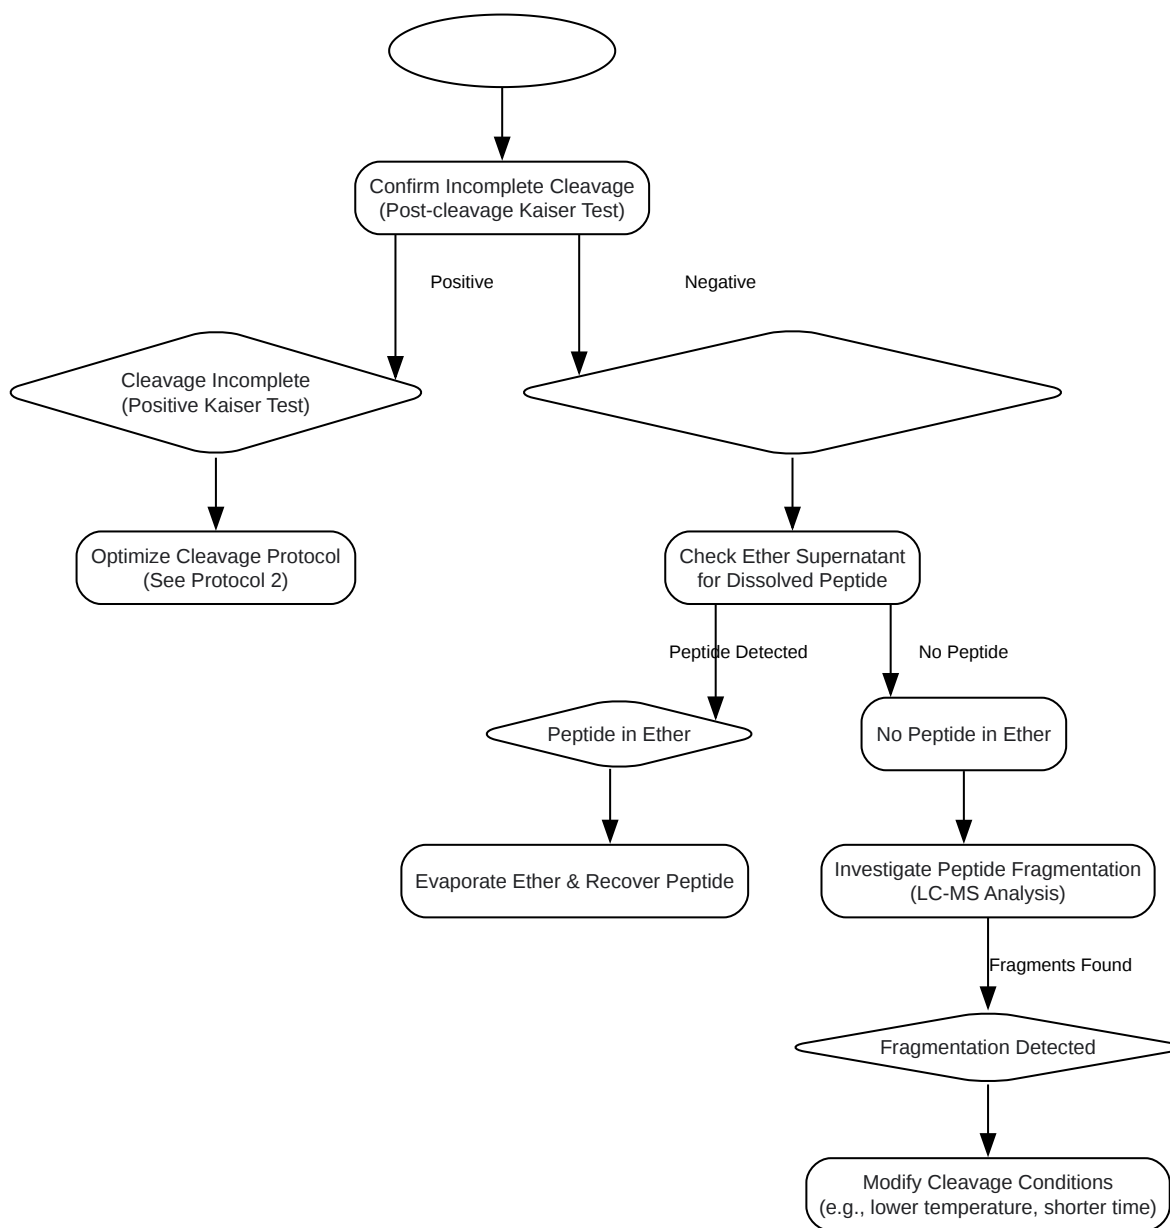 Confirm Incomplete Cleavage
(Post-cleavage Kaiser Test)
Positive
Negative
Cleavage Incomplete
(Positive Kaiser Test)
Optimize Cleavage Protocol
(See Protocol 2)
Check Ether Supernatant
for Dissolved Peptide
Peptide Detected
No Peptide
Peptide in Ether
No Peptide in Ether
Evaporate Ether & Recover Peptide
Investigate Peptide Fragmentation
(LC-MS Analysis)
Fragments Found
Fragmentation Detected
Modify Cleavage Conditions
(e.g., lower temperature, shorter time)